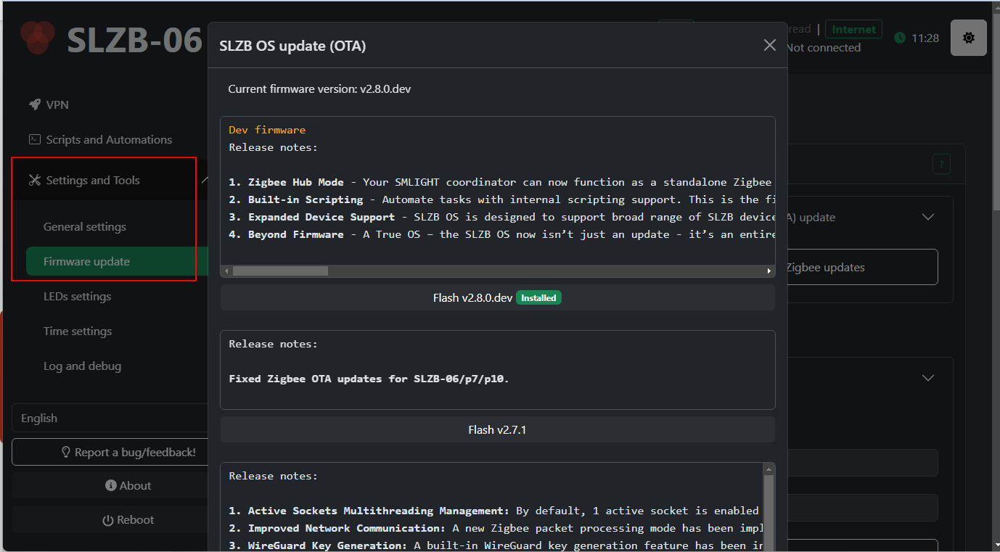 SLZB-06
VPN
Scripts and Automations
Settings and Tools
General settings
Firmware update
LEDs settings
Time settings
Log and debug
English
Report a bug/feedback!
About
Reboot
SLZB OS update (OTA)
Current firmware version: v2.8.0.dev
Dev firmware
Release notes:
1. Zigbee Hub Mode - Your SMLIGHT coordinator can now function as a standalone Zigbee
2. Built-in Scripting - Automate tasks with internal scripting support. This is the
3. Expanded Device Support - SLZB OS is designed to support broad range of SLZB device
4. Beyond Firmware - A True OS – the SLZB OS now isn’t just an update - it’s an entire
Flash v2.8.0.dev Installed
Release notes:
Fixed Zigbee OTA updates for SLZB-06/p7/p10.
Flash v2.7.1
Release notes:
1. Active Sockets Multithreading Management: By default, 1 active socket is enabled
2. Improved Network Communication: A new Zigbee packet processing mode has been
3. WireGuard Key Generation: A built-in WireGuard key generation feature has been
read | Internet
Not connected
11:28
?
A) update
Zigbee updates